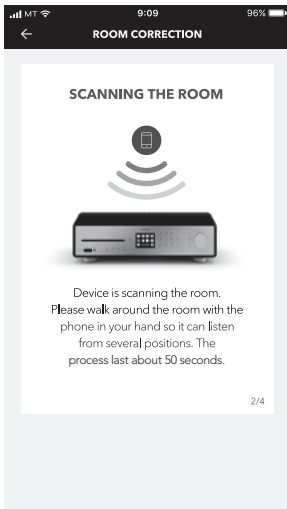 MT 9:09 96%
ROOM CORRECTION
SCANNING THE ROOM
Device is scanning the room.
Please walk around the room with the
phone in your hand so it can listen
from several positions. The
process last about 50 seconds.
2/4